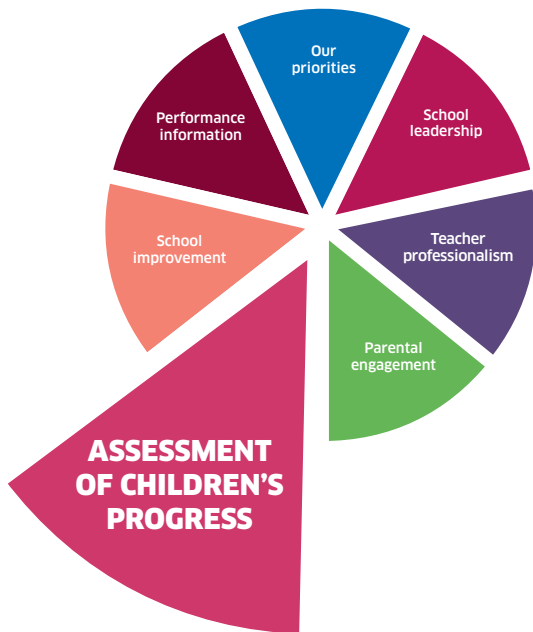 Our
priorities
School
leadership
Performance
information
Teacher
professionalism
School
improvement
Parental
engagement
ASSESSMENT
OF CHILDREN’S
PROGRESS